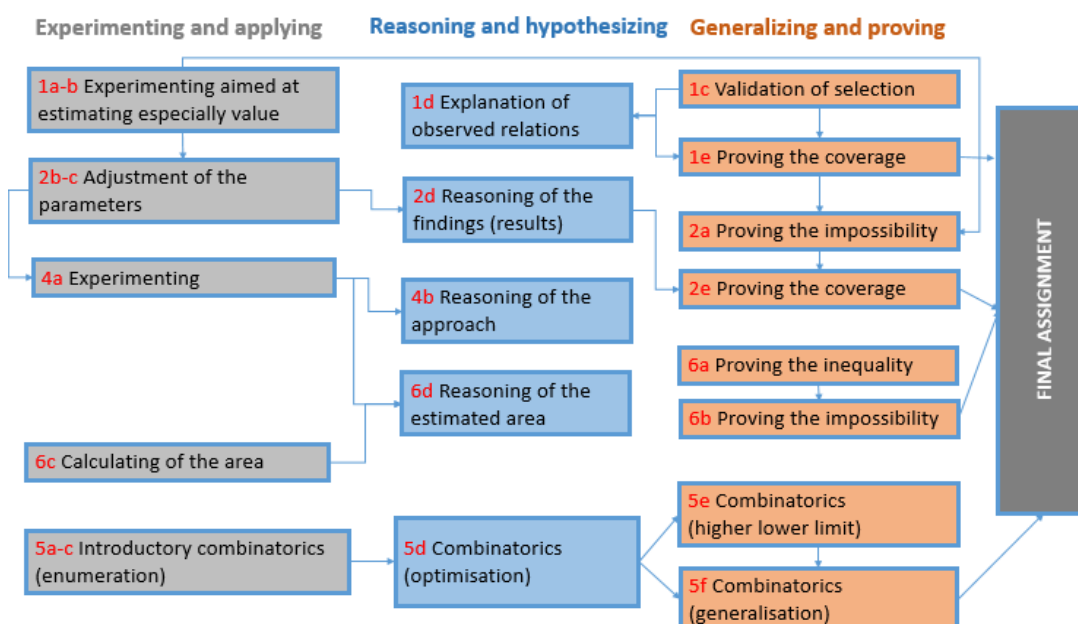 Experimenting and applying
Reasoning and hypothesizing
Generalizing and proving
1a-b Experimenting aimed at
estimating especially value
1d Explanation of
observed relations
1c Validation of selection
1e Proving the coverage
2b-c Adjustment of the
parameters
2d Reasoning of the
findings (results)
2a Proving the impossibility
4a Experimenting
2e Proving the coverage
4b Reasoning of the
approach
6a Proving the inequality
6d Reasoning of the
estimated area
6b Proving the impossibility
6c Calculating of the area
5e Combinatorics
(higher lower limit)
5a-c Introductory combinatorics
(enumeration)
5d Combinatorics
(optimisation)
5f Combinatorics
(generalisation)
FINAL ASSIGNMENT